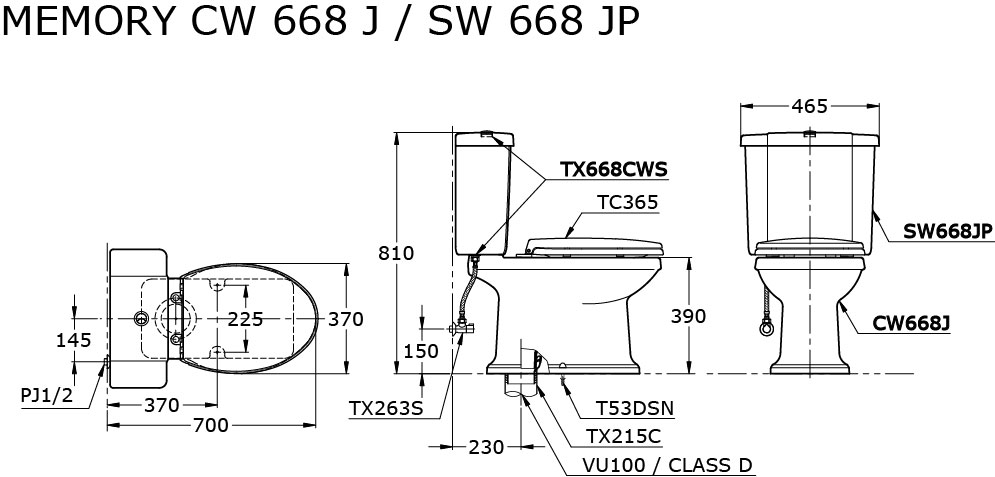 MEMORY CW 668 J / SW 668 JP
465
TX668CWS
TC365
SW668JP
810
225
370
390
CW668J
145
150
PJ1/2
370
TX263S
T53DSN
700
230
TX215C
VU100 / CLASS D